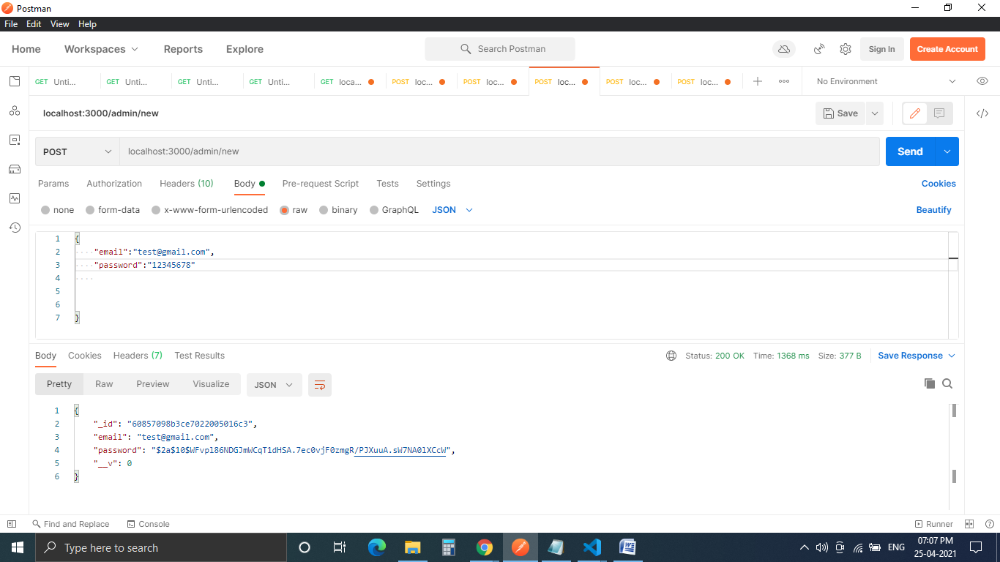 Postman
File Edit View Help
Home Workspaces Reports Explore Search Postman Sign In Create Account
GET Unti... GET Unti... GET Unti... GET Unti... GET loca... POST loc... POST loc... POST loc... POST loc... POST loc... No Environment
localhost:3000/admin/new Save
POST localhost:3000/admin/new Send
Params Authorization Headers (10) Body Pre-request Script Tests Settings Cookies
none form-data x-www-form-urlencoded raw binary GraphQL JSON Beautify
1 {
2 "email":"test@gmail.com",
3 "password":"12345678"
4
5
6
7 }
Body Cookies Headers (7) Test Results Status: 200 OK Time: 1368 ms Size: 377 B Save Response
Pretty Raw Preview Visualize JSON
1 {
2 "_id": "60857098b3ce7022005016c3",
3 "email": "test@gmail.com",
4 "password": "$2a$10$WFvpl86NDGJmWCqT1dHSA.7ec0vjF0zmgR/PJXuuA.sW7NA0lXCcW",
5 "__v": 0
6 }
Find and Replace Console Runner
Type here to search ENG 07:07 PM
25-04-2021